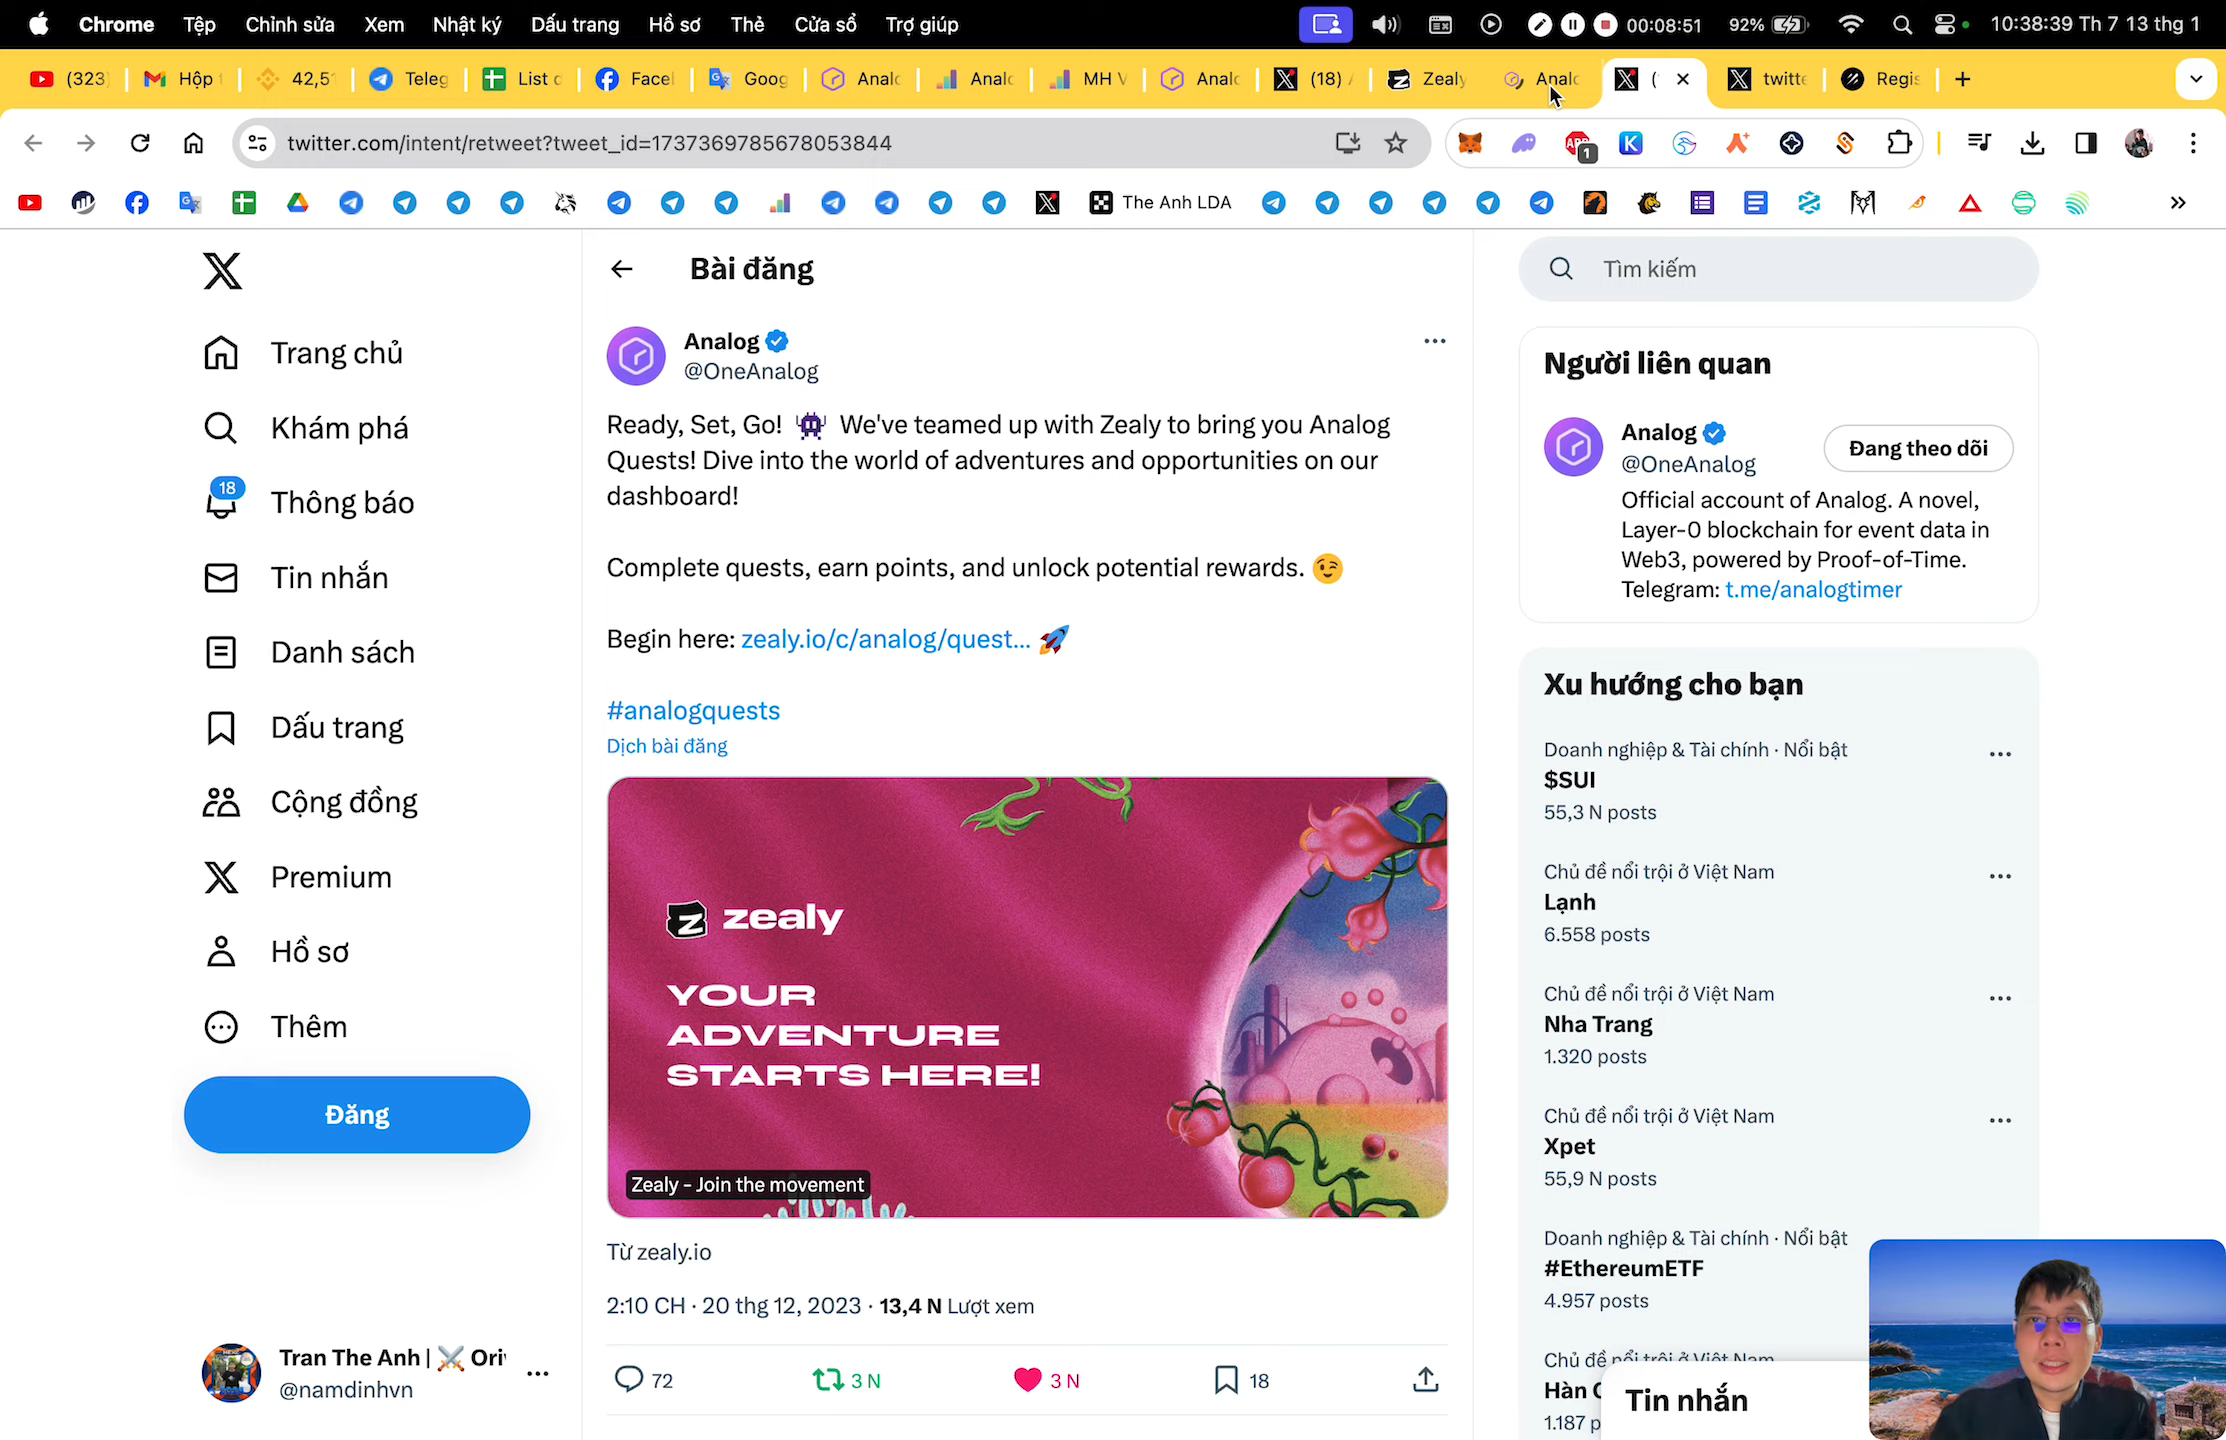 Chrome Tệp Chỉnh sửa Xem Nhật ký Dấu trang Hồ sơ Thẻ Cửa sổ Trợ giúp 00:08:51 92% 10:38:39 Th 7 13 thg 1
(323) Hộp 42,5 Teleg List Facel Goog Analc Analc MH V Analc (18) Zealy Analc ( twitte Regis
twitter.com/intent/retweet?tweet_id=1737369785678053844
1
The Anh LDA
Bài đăng
Tìm kiếm
Trang chủ
Khám phá
18
Thông báo
Tin nhắn
Danh sách
Dấu trang
Cộng đồng
Premium
Hồ sơ
Thêm
Đăng
Tran The Anh | ⚔️ Ori
@namdinhvn
Analog
@OneAnalog
Ready, Set, Go! 👾 We've teamed up with Zealy to bring you Analog
Quests! Dive into the world of adventures and opportunities on our
dashboard!
Complete quests, earn points, and unlock potential rewards. 😉
Begin here: zealy.io/c/analog/quest... 🚀
#analogquests
Dịch bài đăng
zealy
YOUR
ADVENTURE
STARTS HERE!
Zealy - Join the movement
Từ zealy.io
2:10 CH · 20 thg 12, 2023 · 13,4 N Lượt xem
72 3 N 3 N 18
Người liên quan
Analog
@OneAnalog
Đang theo dõi
Official account of Analog. A novel,
Layer-0 blockchain for event data in
Web3, powered by Proof-of-Time.
Telegram: t.me/analogtimer
Xu hướng cho bạn
Doanh nghiệp & Tài chính · Nổi bật
$SUI
55,3 N posts
Chủ đề nổi trội ở Việt Nam
Lạnh
6.558 posts
Chủ đề nổi trội ở Việt Nam
Nha Trang
1.320 posts
Chủ đề nổi trội ở Việt Nam
Xpet
55,9 N posts
Doanh nghiệp & Tài chính · Nổi bật
#EthereumETF
4.957 posts
Chủ đề nổi trội ở Việt Nam
Hàn
1.187 p
Tin nhắn